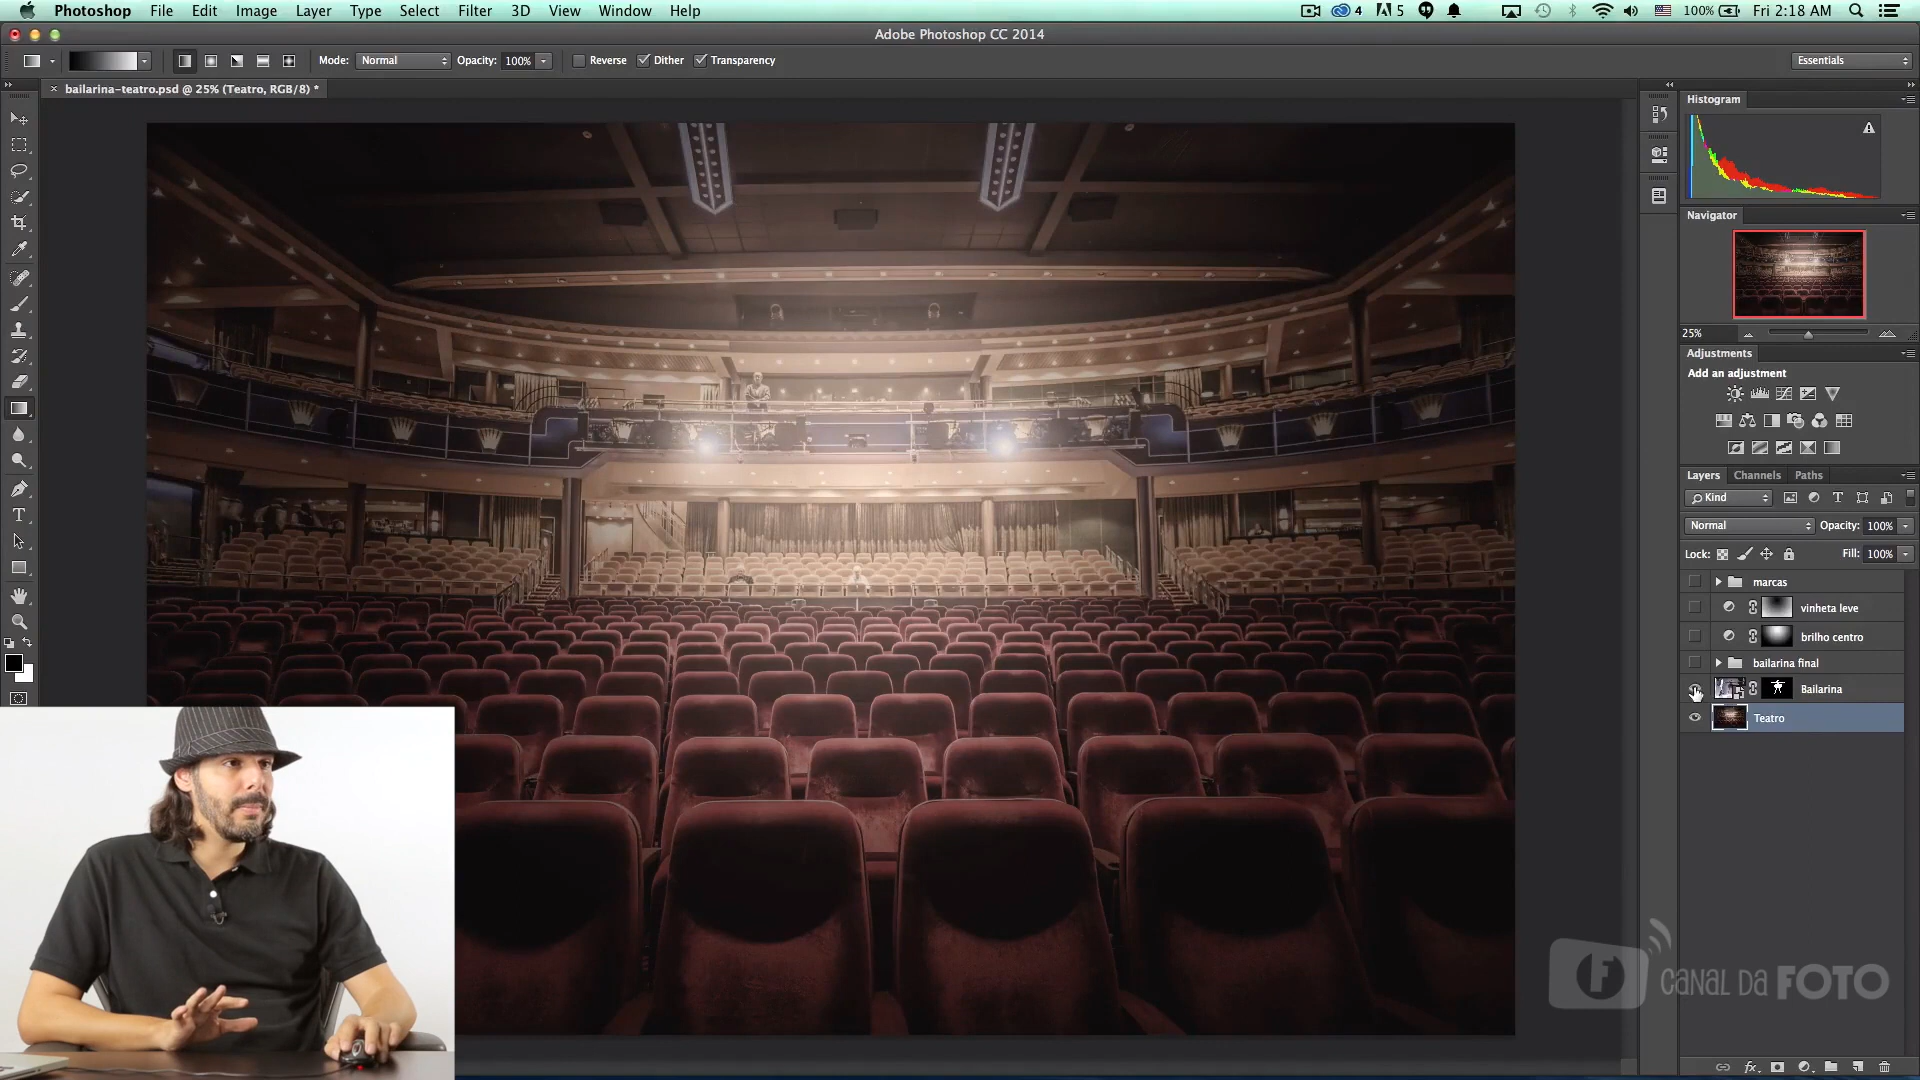 Photoshop File Edit Image Layer Type Select Filter 3D View Window Help 4 5 100% Fri 2:18 AM
Adobe Photoshop CC 2014
Mode: Normal Opacity: 100% Reverse Dither Transparency Essentials
× bailarina-teatro.psd @ 25% (Teatro, RGB/8) *
Histogram
Navigator
25%
Adjustments
Add an adjustment
Layers Channels Paths
Kind
Normal Opacity: 100%
Lock: Fill: 100%
marcas
vinheta leve
brilho centro
bailarina final
Bailarina
Teatro
F CANAL DA FOTO